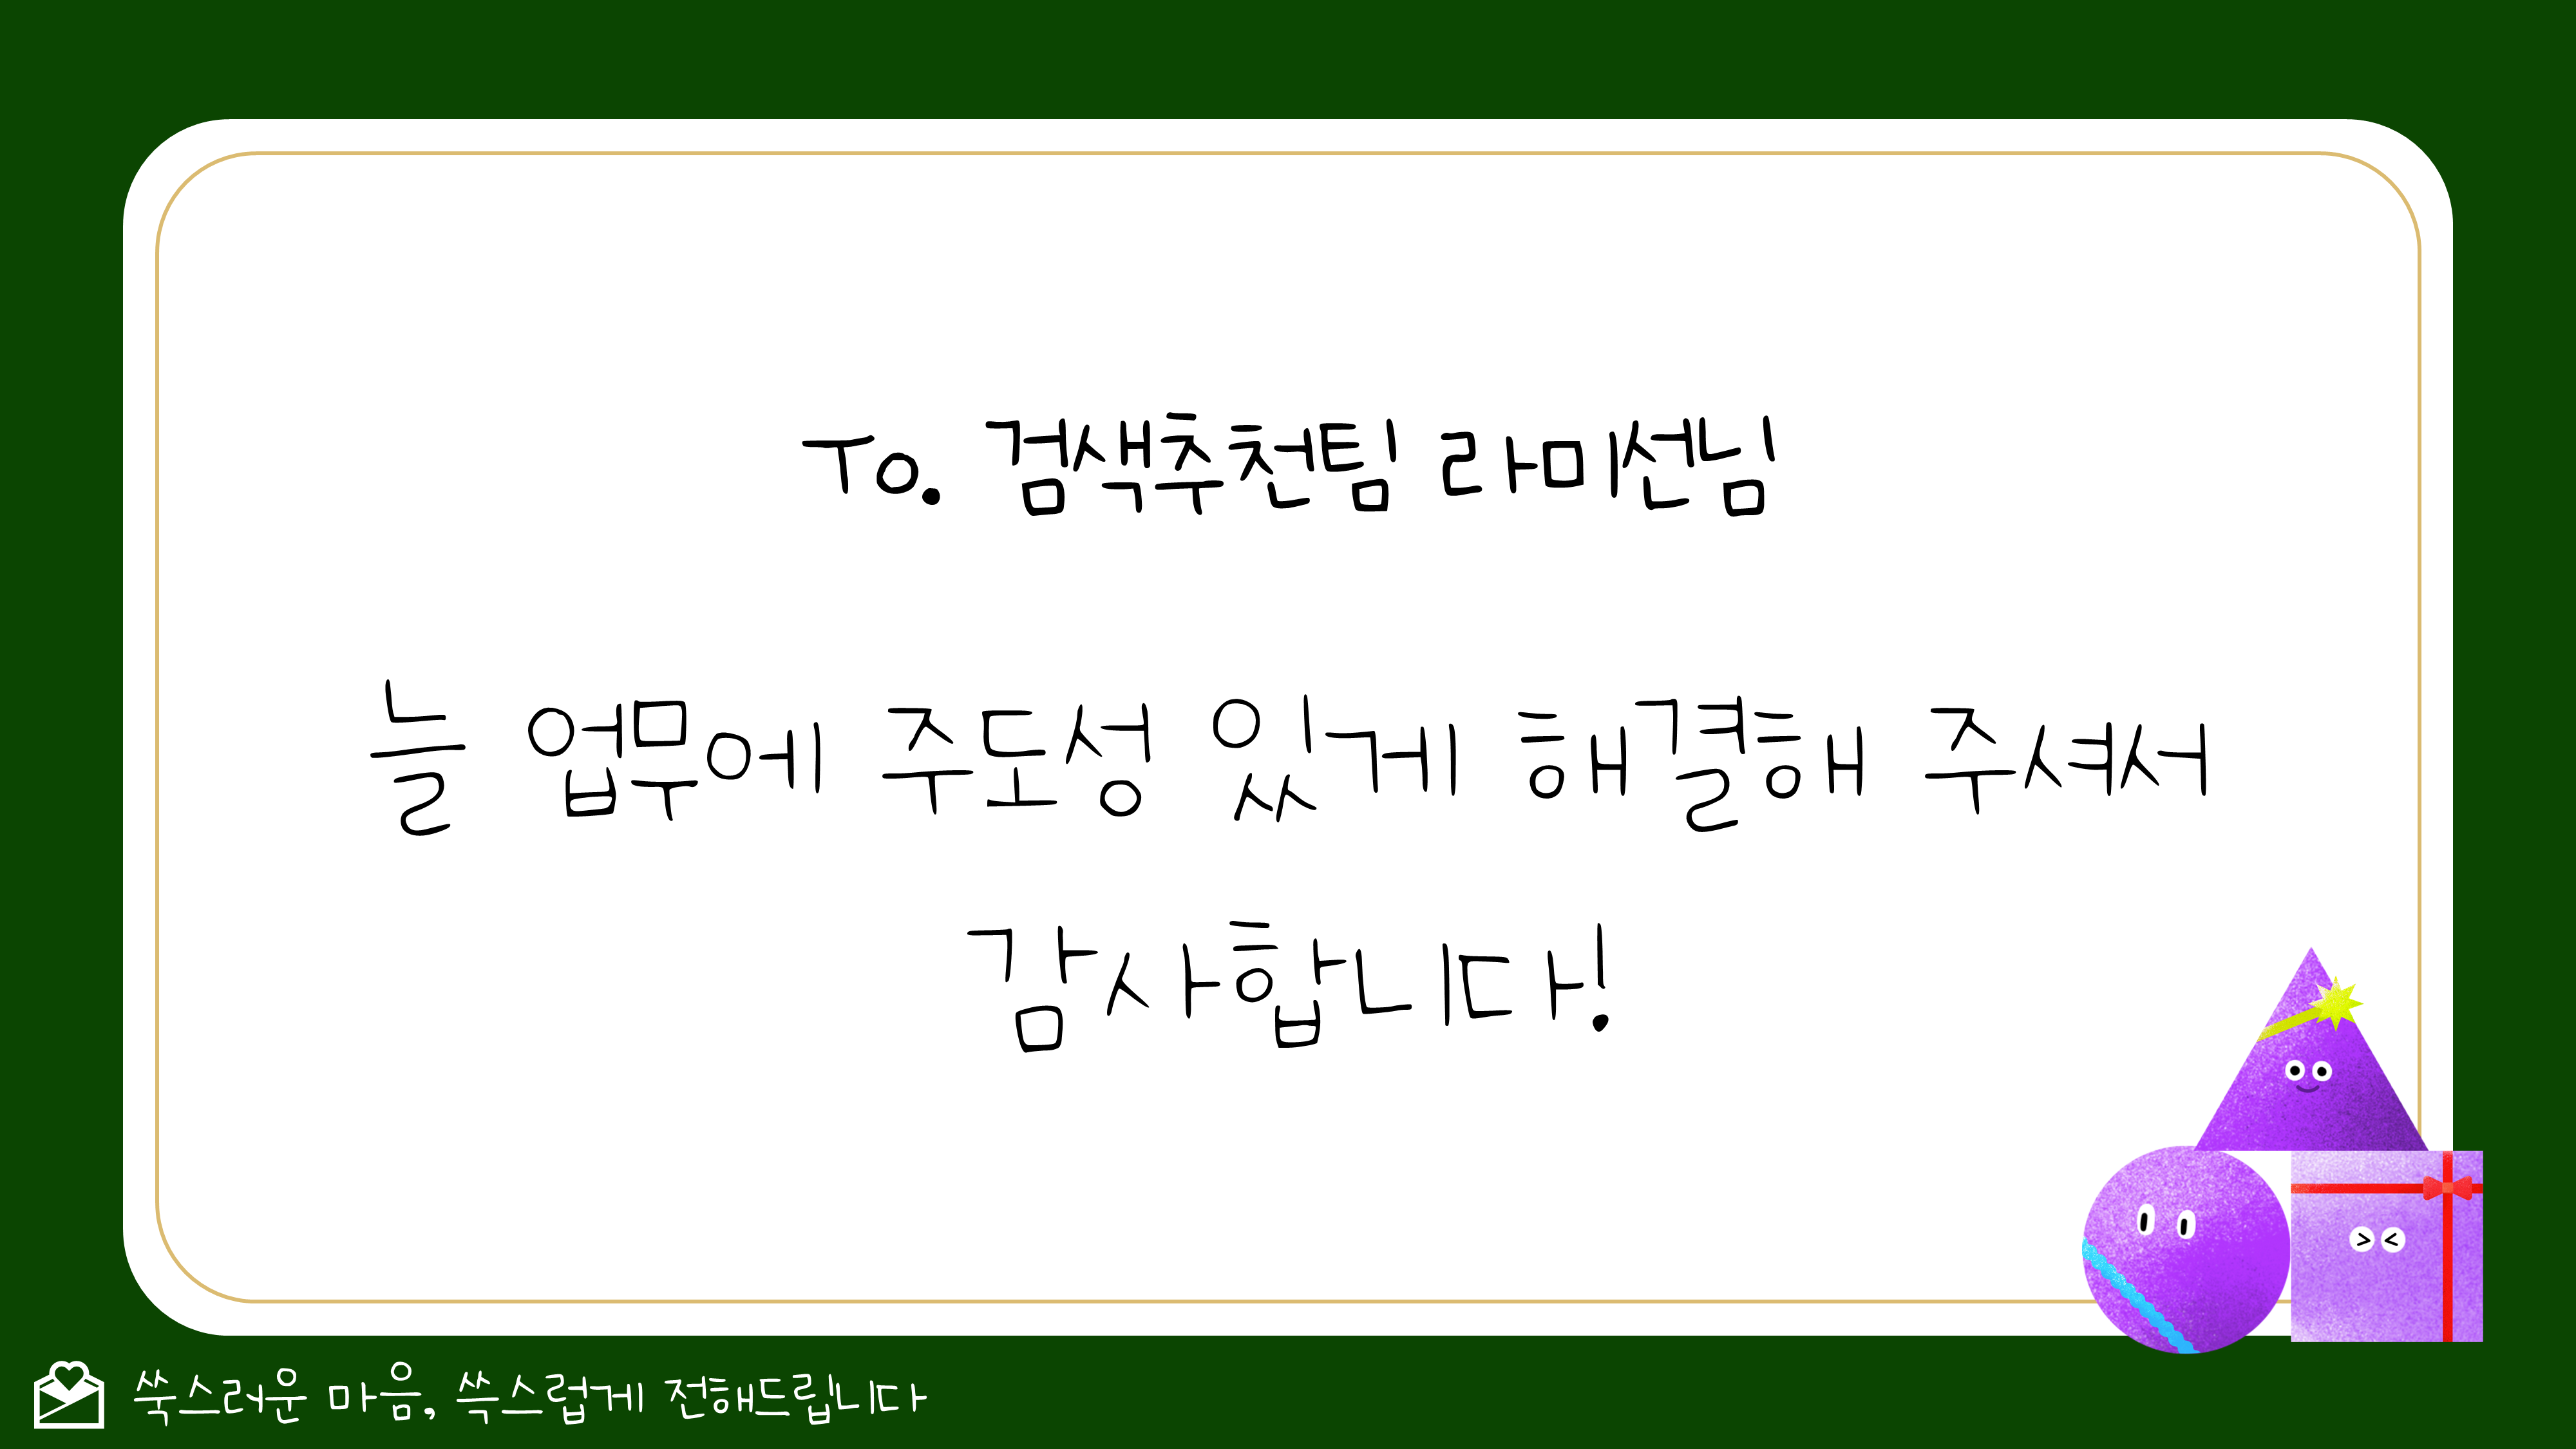 To. 검색추천팀 라미선님
늘 업무에 주도성 있게 해결해 주셔서
감사합니다!
쑥스러운 마음, 쓱스럽게 전해드립니다